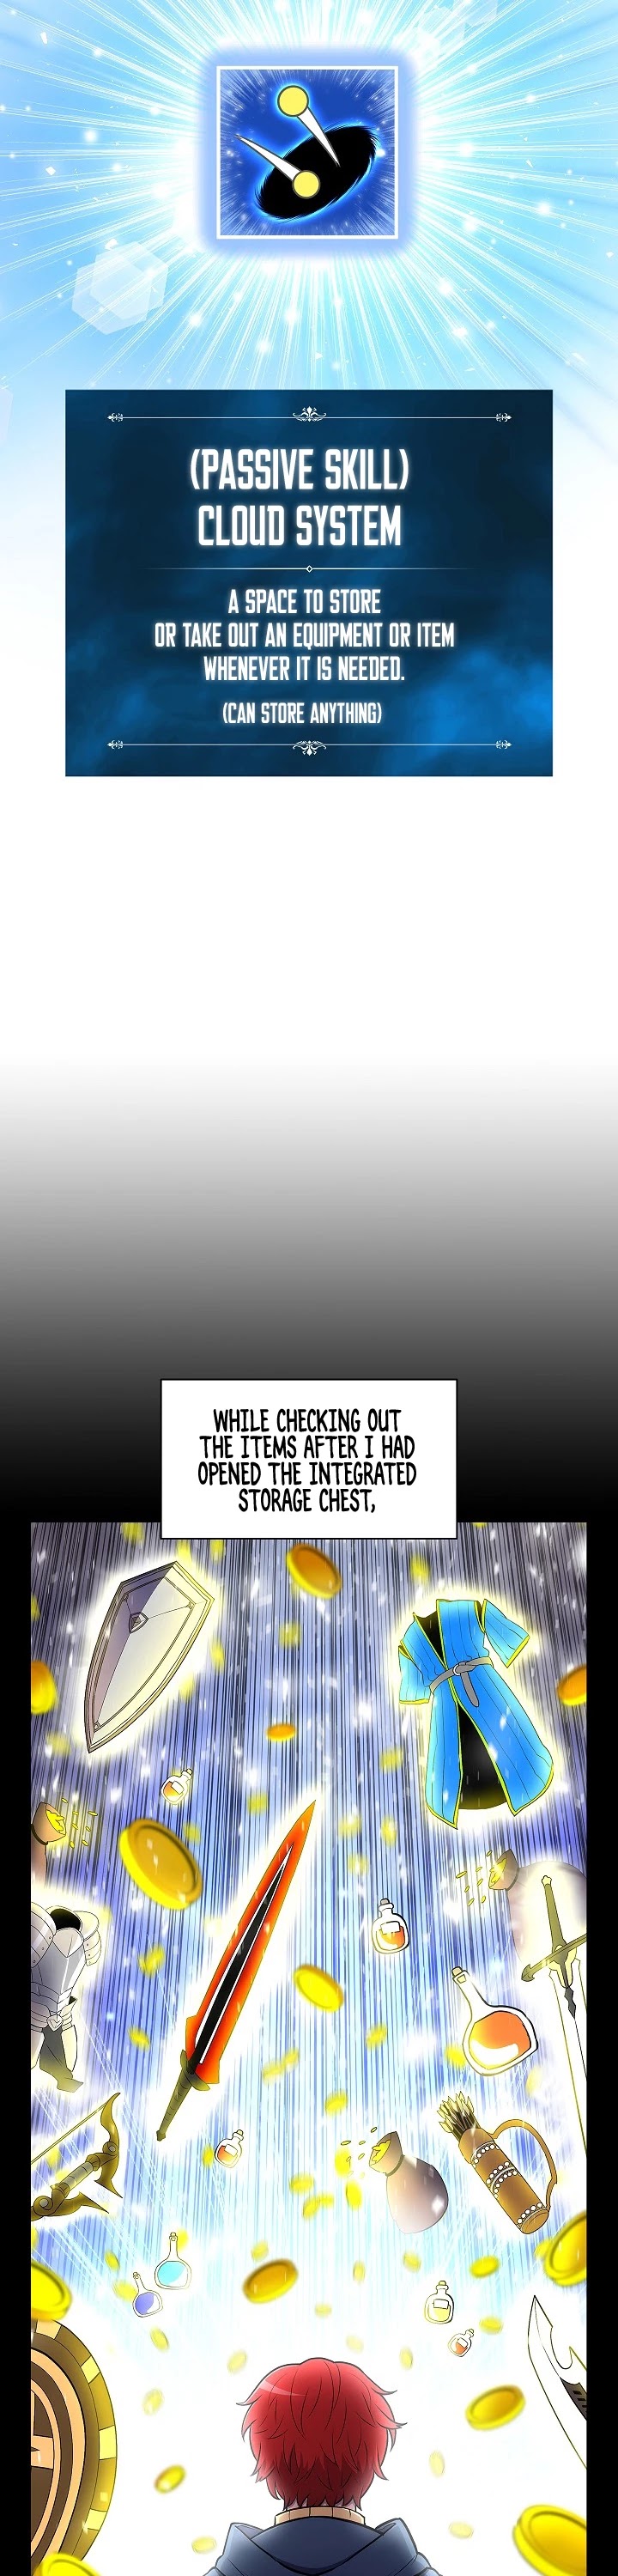 (PASSIVE SKILL)
CLOUD SYSTEM
A SPACE TO STORE
OR TAKE OUT AN EQUIPMENT OR ITEM
WHENEVER IT IS NEEDED.
(CAN STORE ANYTHING)
WHILE CHECKING OUT
THE ITEMS AFTER I HAD
OPENED THE INTEGRATED
STORAGE CHEST,